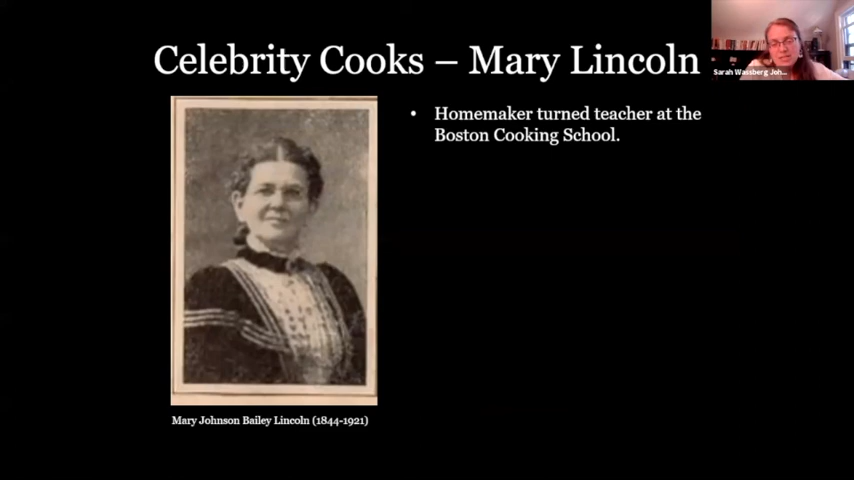 Celebrity Cooks – Mary Lincoln
Sarah Wassberg Joh...
• Homemaker turned teacher at the
Boston Cooking School.
Mary Johnson Bailey Lincoln (1844-1921)